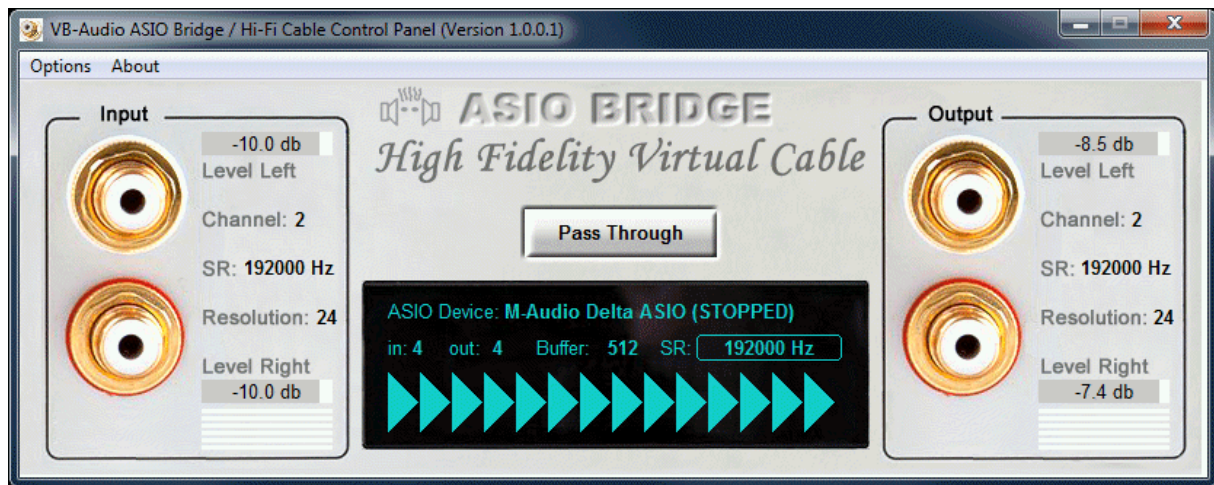 VB-Audio ASIO Bridge / Hi-Fi Cable Control Panel (Version 1.0.0.1)
Options About
Input
-10.0 db
Level Left
Channel: 2
SR: 192000 Hz
Resolution: 24
Level Right
-10.0 db
ASIO BRIDGE
High Fidelity Virtual Cable
Pass Through
ASIO Device: M-Audio Delta ASIO (STOPPED)
in: 4 out: 4 Buffer: 512 SR: 192000 Hz
Output
-8.5 db
Level Left
Channel: 2
SR: 192000 Hz
Resolution: 24
Level Right
-7.4 db